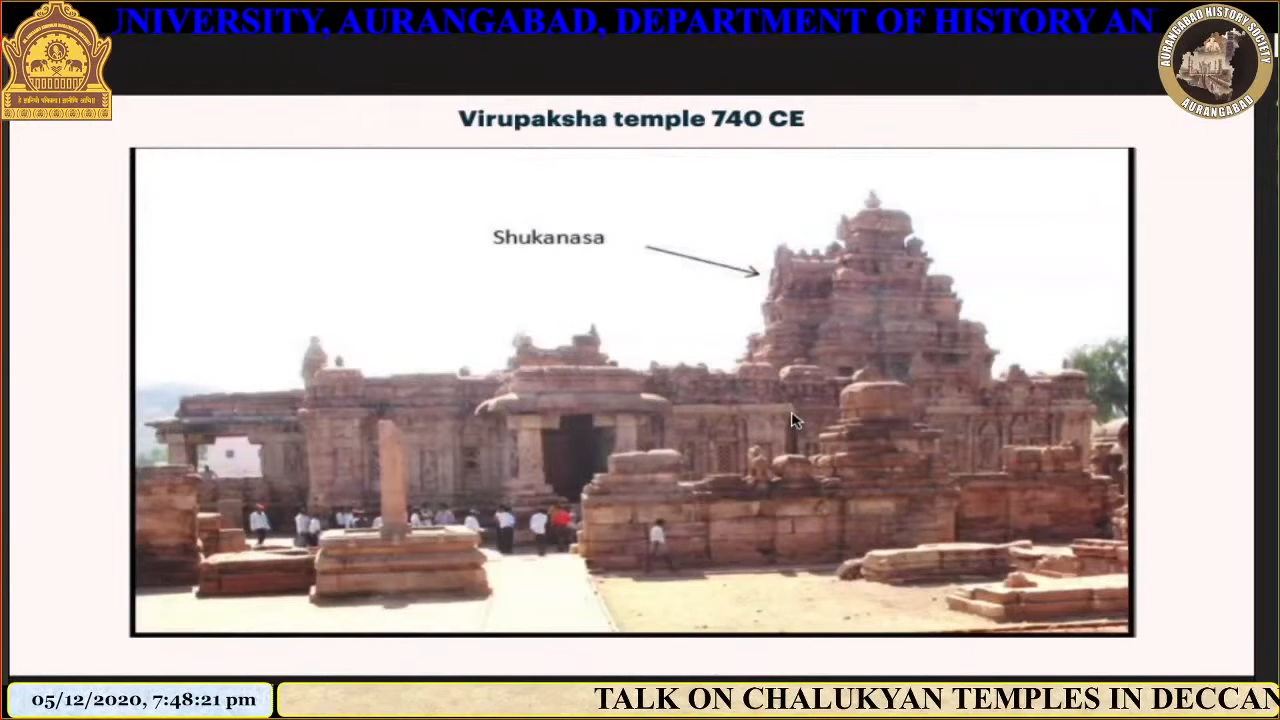 UNIVERSITY, AURANGABAD, DEPARTMENT OF HISTORY AN
AURANGABAD HISTORY SOCIETY
AURANGABAD
Virupaksha temple 740 CE
Shukanasa
05/12/2020, 7:48:21 pm
TALK ON CHALUKYAN TEMPLES IN DECCAN